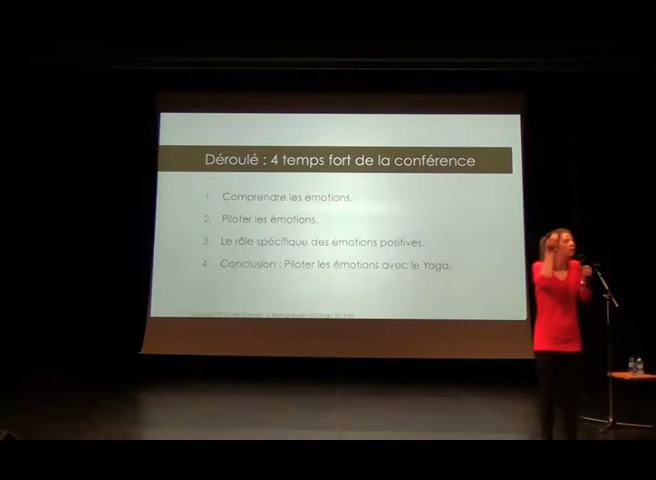 Déroulé : 4 temps fort de la conférence
1. Comprendre les émotions.
2. Piloter les émotions.
3. Le rôle spécifique des émotions positives.
4. Conclusion : Piloter les émotions avec le Yoga.